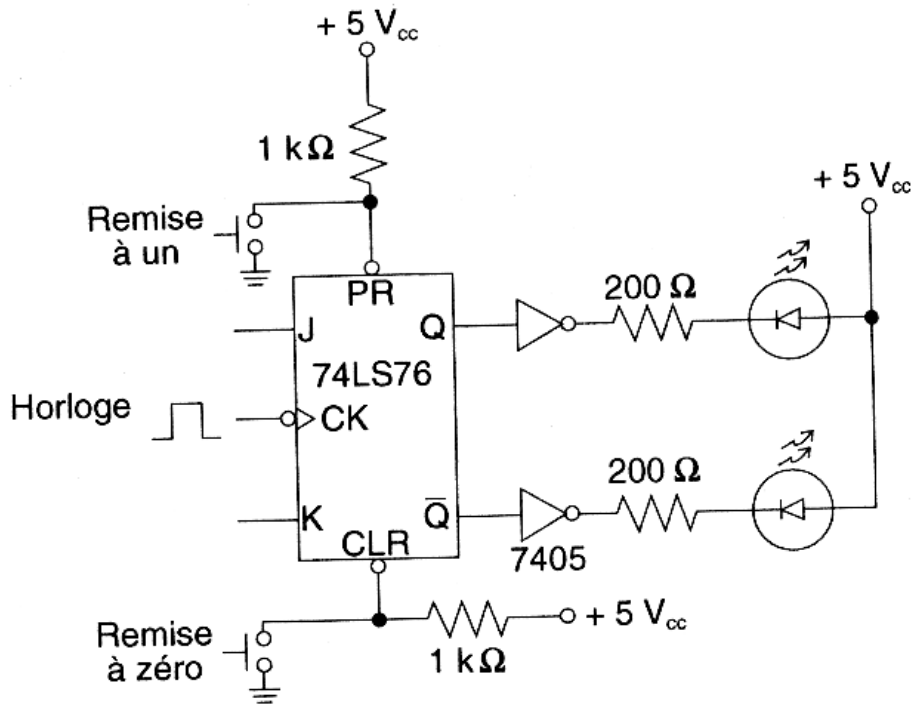 + 5 Vcc
1 kΩ
Remise
à un
+ 5 Vcc
PR
200 Ω
J
Q
74LS76
Horloge
CK
200 Ω
K
Q̅
CLR
7405
Remise
à zéro
1 kΩ
+ 5 Vcc